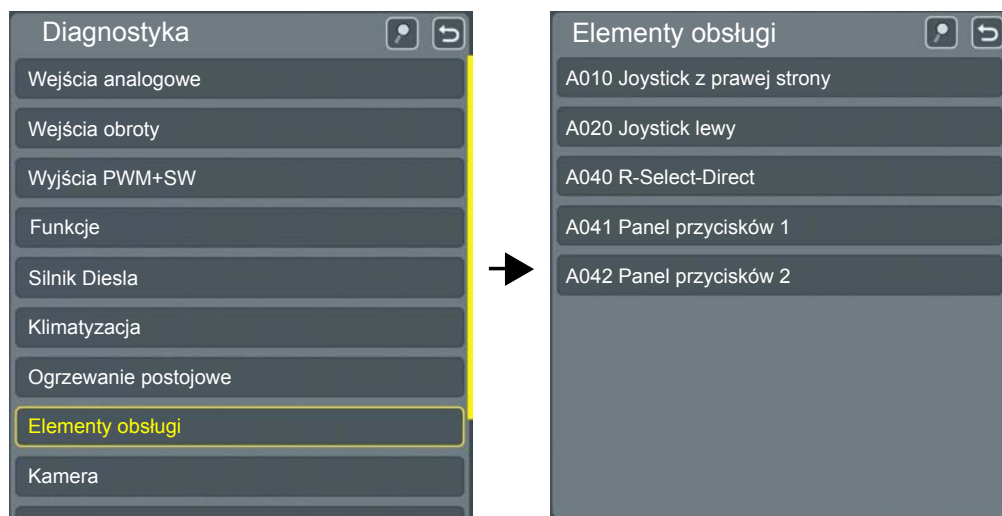 Diagnostyka
Wejścia analogowe
Wejścia obroty
Wyjścia PWM+SW
Funkcje
Silnik Diesla
Klimatyzacja
Ogrzewanie postojowe
Elementy obsługi
Kamera
Elementy obsługi
A010 Joystick z prawej strony
A020 Joystick lewy
A040 R-Select-Direct
A041 Panel przycisków 1
A042 Panel przycisków 2